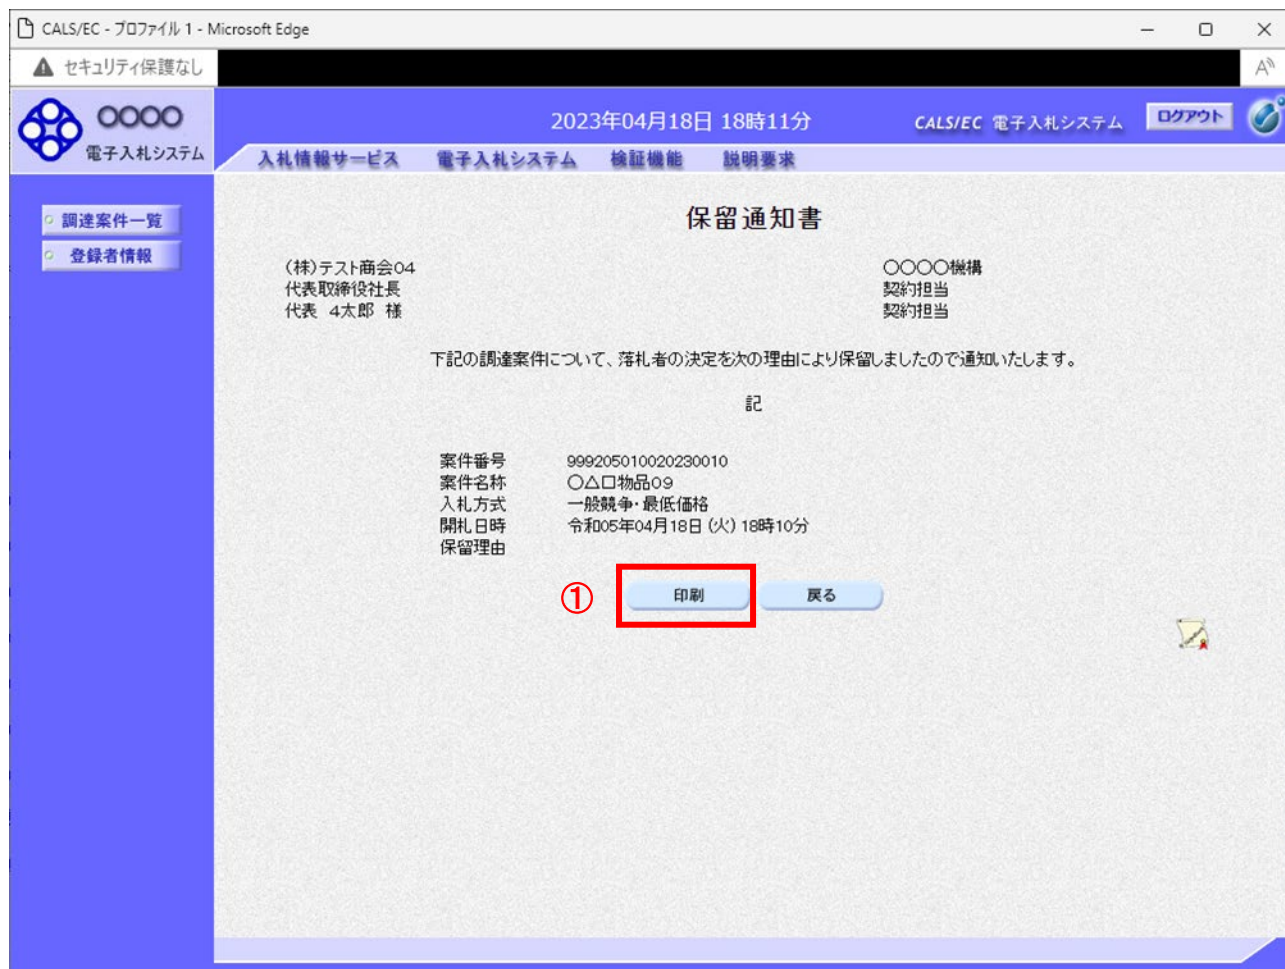 CALS/EC - プロファイル 1 - Microsoft Edge
セキュリティ保護なし
〇〇〇〇
電子入札システム
2023年04月18日 18時11分
CALS/EC 電子入札システム
ログアウト
入札情報サービス 電子入札システム 検証機能 説明要求
調達案件一覧
登録者情報
保留通知書
(株)テスト商会04
代表取締役社長
代表 4太郎 様
〇〇〇〇機構
契約担当
契約担当
下記の調達案件について、落札者の決定を次の理由により保留しましたので通知いたします。
記
案件番号 999205010020230010
案件名称 〇△口物品09
入札方式 一般競争・最低価格
開札日時 令和05年04月18日 (火) 18時10分
保留理由
① 印刷 戻る